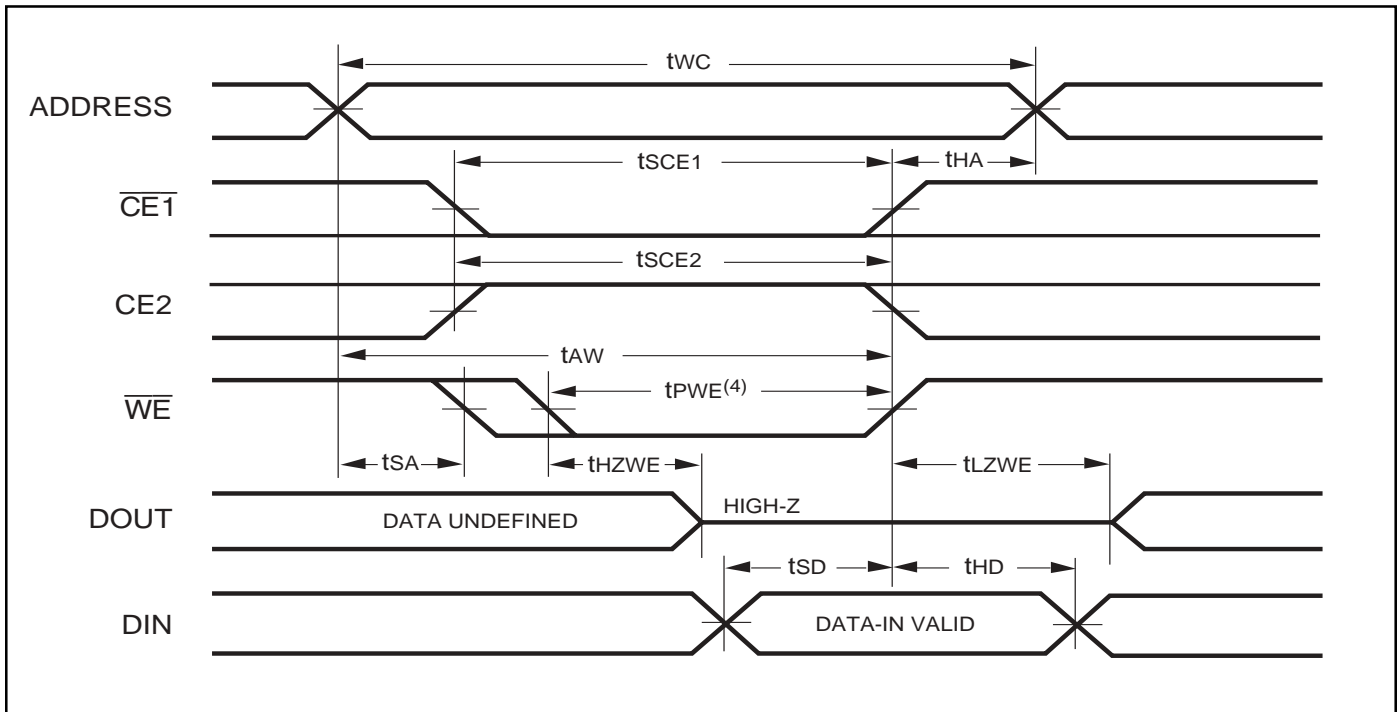 tWC
ADDRESS
tSCE1
tHA
CE1
tSCE2
CE2
tAW
tPWE(4)
WE
tSA
tHZWE
tLZWE
DOUT
DATA UNDEFINED
HIGH-Z
tSD
tHD
DIN
DATA-IN VALID